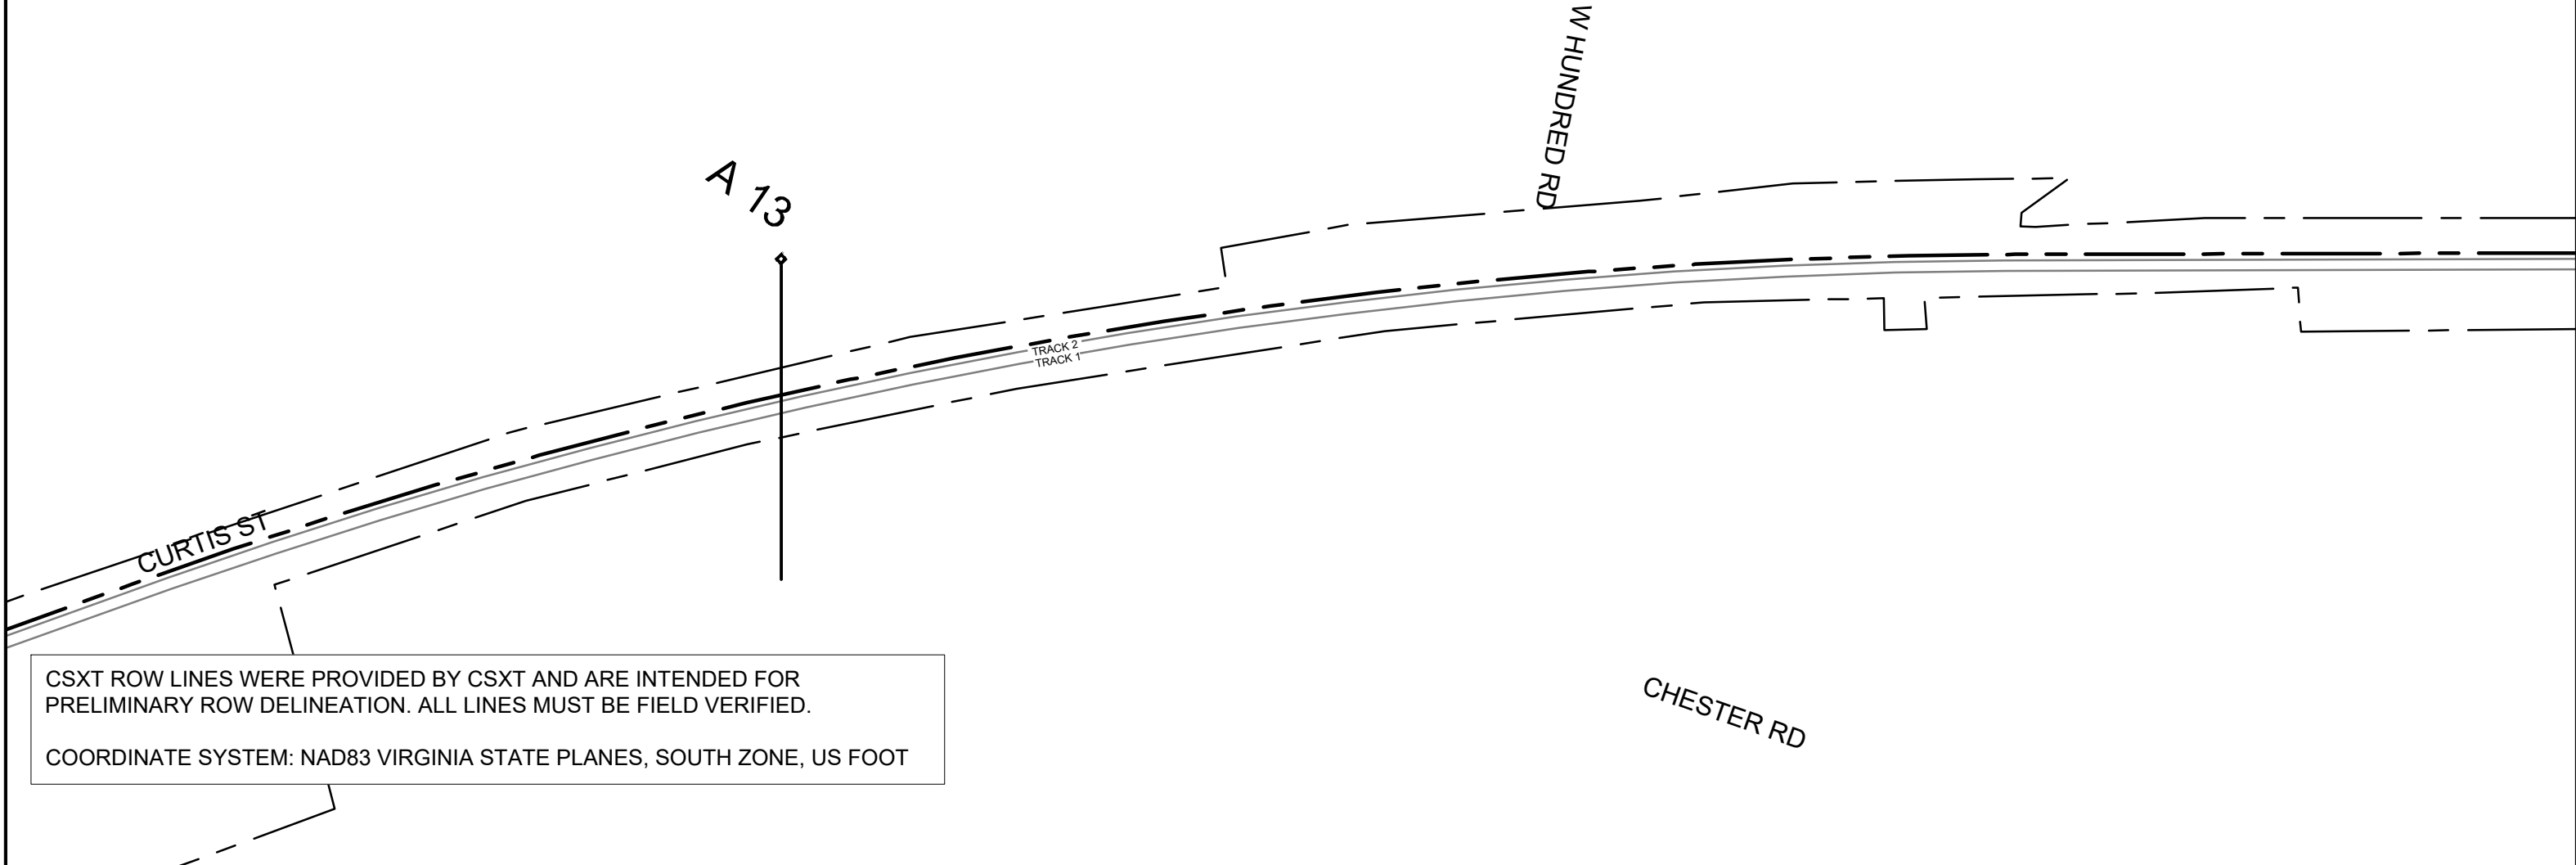 W HUNDRED RD
A 13
TRACK 2
TRACK 1
CURTIS ST
CSXT ROW LINES WERE PROVIDED BY CSXT AND ARE INTENDED FOR
PRELIMINARY ROW DELINEATION. ALL LINES MUST BE FIELD VERIFIED.
COORDINATE SYSTEM: NAD83 VIRGINIA STATE PLANES, SOUTH ZONE, US FOOT
CHESTER RD